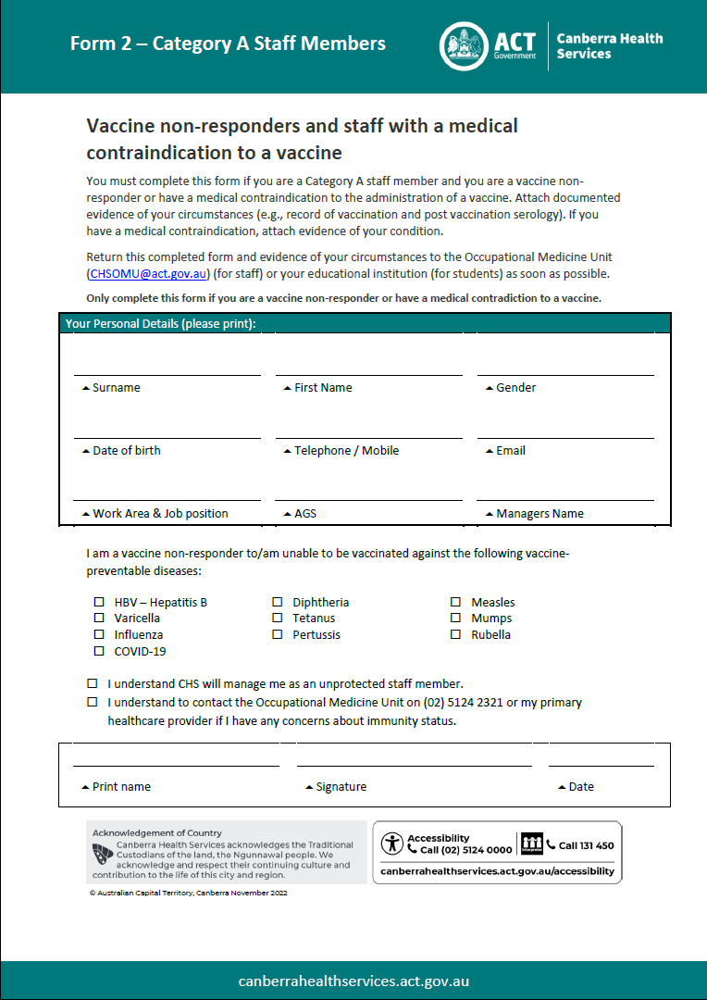 Form 2 – Category A Staff Members
ACT
Government
Canberra Health
Services
Vaccine non-responders and staff with a medical
contraindication to a vaccine
You must complete this form if you are a Category A staff member and you are a vaccine non-
responder or have a medical contraindication to the administration of a vaccine. Attach documented
evidence of your circumstances (e.g., record of vaccination and post vaccination serology). If you
have a medical contraindication, attach evidence of your condition.
Return this completed form and evidence of your circumstances to the Occupational Medicine Unit
(CHSOMU@act.gov.au) (for staff) or your educational institution (for students) as soon as possible.
Only complete this form if you are a vaccine non-responder or have a medical contradiction to a vaccine.
Your Personal Details (please print):
Surname First Name Gender
Date of birth Telephone / Mobile Email
Work Area & Job position AGS Managers Name
I am a vaccine non-responder to/am unable to be vaccinated against the following vaccine-
preventable diseases:
☐ HBV – Hepatitis B ☐ Diphtheria ☐ Measles
☐ Varicella ☐ Tetanus ☐ Mumps
☐ Influenza ☐ Pertussis ☐ Rubella
☐ COVID-19
☐ I understand CHS will manage me as an unprotected staff member.
☐ I understand to contact the Occupational Medicine Unit on (02) 5124 2321 or my primary
healthcare provider if I have any concerns about immunity status.
Print name Signature Date
Acknowledgement of Country
Canberra Health Services acknowledges the Traditional
Custodians of the land, the Ngunnawal people. We
acknowledge and respect their continuing culture and
contribution to the life of this city and region.
Accessibility
Call (02) 5124 0000
Interpreter
Call 131 450
canberrahealthservices.act.gov.au/accessibility
© Australian Capital Territory, Canberra November 2022
canberrahealthservices.act.gov.au